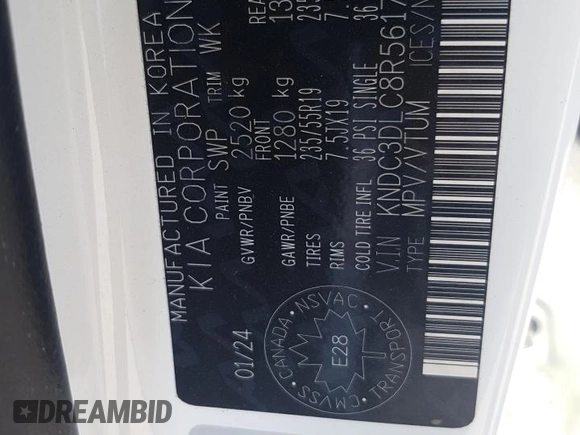 MANUFACTURED IN KOREA
KIA CORPORATION
01/24
PAINT SWP TRIM WK
GVWR/PNBV 2520 kg
FRONT
GAWR/PNBE 1280 kg
TIRES 235/55R19
RIMS 7.5JX19
COLD TIRE INFL 36 PSI SINGLE
V.I.N KNDC3DLC8R5617
TYPE MPV/VTUM
CANADA NSVAC TRANSPORT CMVSS
E28
DREAMBID